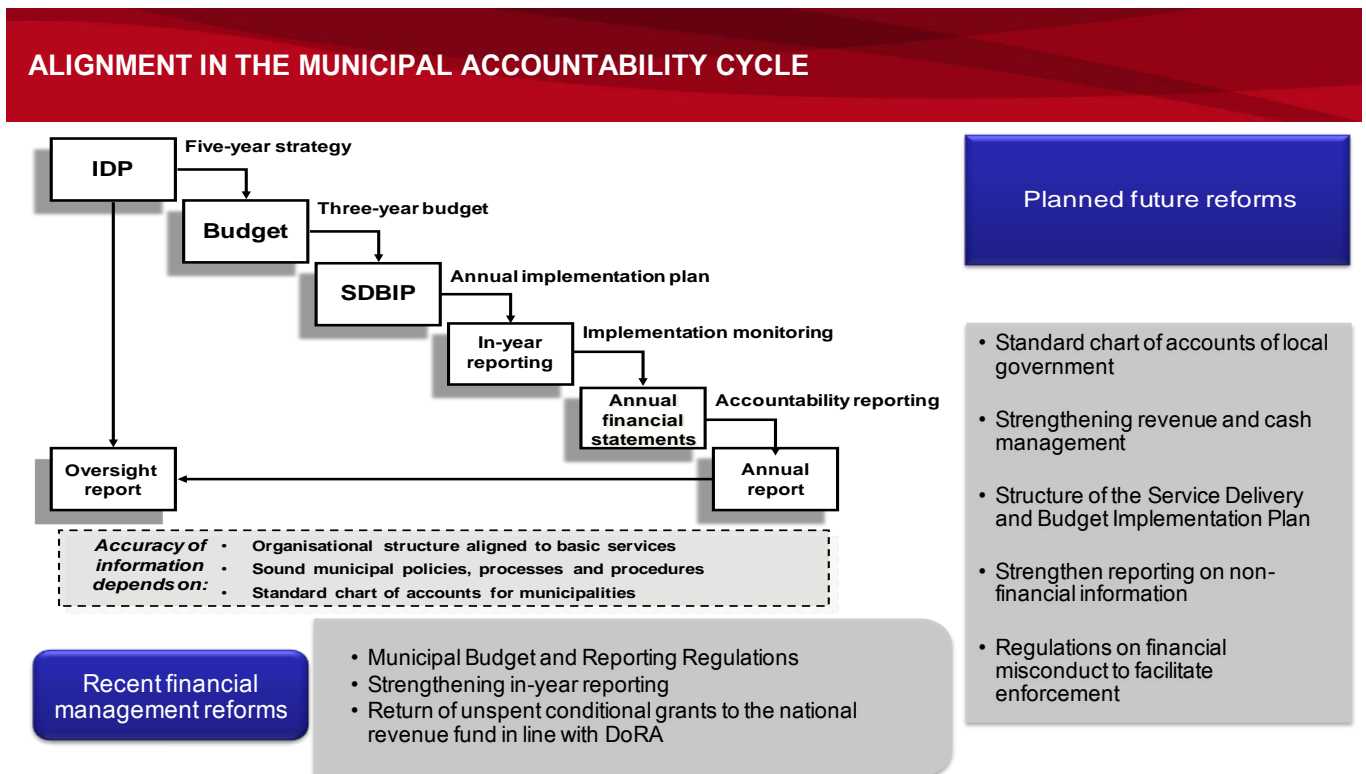 ALIGNMENT IN THE MUNICIPAL ACCOUNTABILITY CYCLE
IDP
Five-year strategy
Budget
Three-year budget
SDBIP
Annual implementation plan
In-year
reporting
Implementation monitoring
Annual
financial
statements
Accountability reporting
Annual
report
Oversight
report
Accuracy of
information
depends on:
• Organisational structure aligned to basic services
• Sound municipal policies, processes and procedures
• Standard chart of accounts for municipalities
Recent financial
management reforms
• Municipal Budget and Reporting Regulations
• Strengthening in-year reporting
• Return of unspent conditional grants to the national
revenue fund in line with DoRA
Planned future reforms
• Standard chart of accounts of local
government
• Strengthening revenue and cash
management
• Structure of the Service Delivery
and Budget Implementation Plan
• Strengthen reporting on non-
financial information
• Regulations on financial
misconduct to facilitate
enforcement